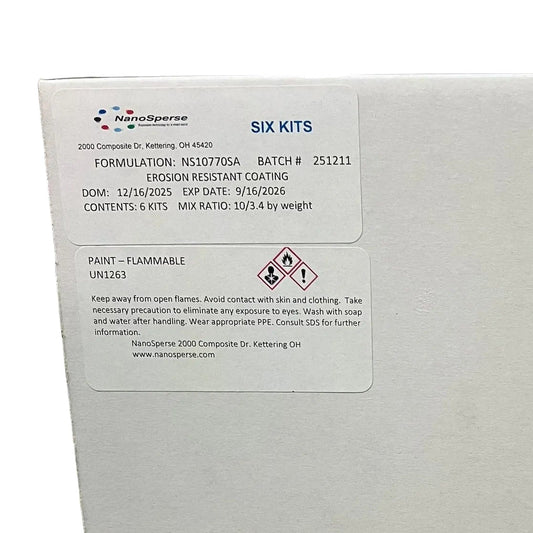 NanoSperse
SIX KITS
2000 Composite Dr, Kettering, OH 45420
FORMULATION: NS10770SA BATCH # 251211
EROSION RESISTANT COATING
DOM: 12/16/2025 EXP DATE: 9/16/2026
CONTENTS: 6 KITS MIX RATIO: 10/3.4 by weight
PAINT – FLAMMABLE
UN1263
Keep away from open flames. Avoid contact with skin and clothing. Take
necessary precaution to eliminate any exposure to eyes. Wash with soap
and water after handling. Wear appropriate PPE. Consult SDS for further
information.
NanoSperse 2000 Composite Dr. Kettering OH
www.nanosperse.com